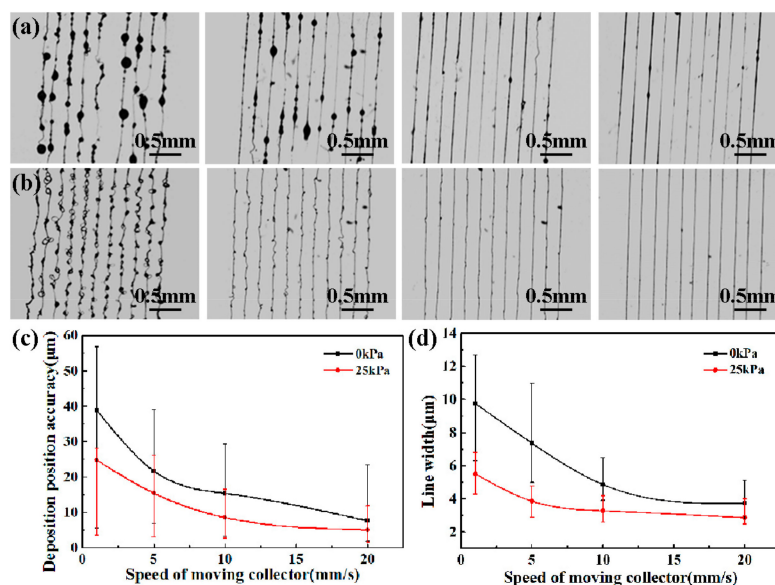 (a)
0.5mm 0.5mm 0.5mm 0.5mm
(b)
0.5mm 0.5mm 0.5mm 0.5mm
(c)
60
50
40
30
20
10
0
0 5 10 15 20
Deposition position accuracy(μm)
Speed of moving collector(mm/s)
0kPa
25kPa
(d)
14
12
10
8
6
4
2
0 5 10 15 20
Line width(μm)
Speed of moving collector(mm/s)
0kPa
25kPa